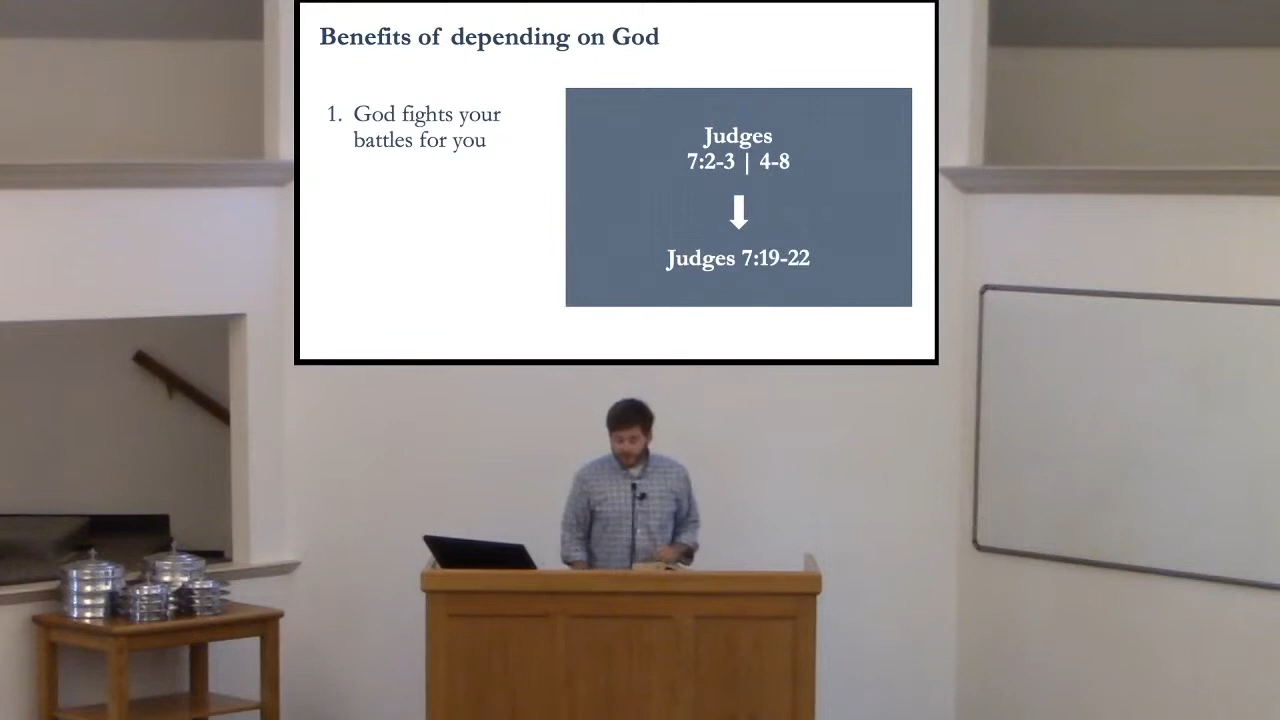 Benefits of depending on God
1. God fights your
battles for you
Judges
7:2-3 | 4-8
Judges 7:19-22